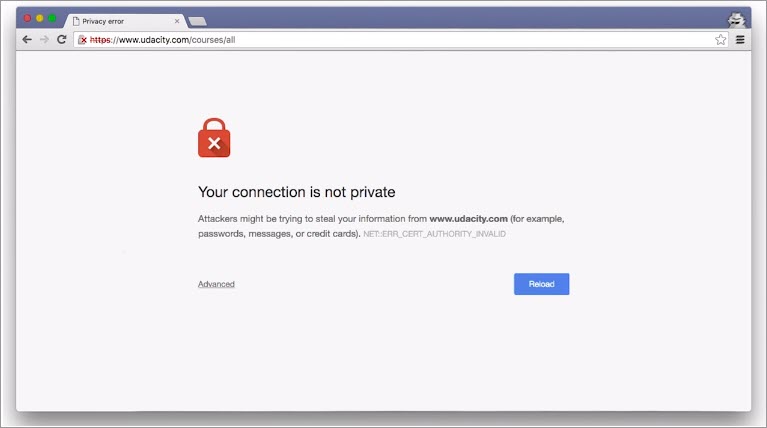 Privacy error
https://www.udacity.com/courses/all
Your connection is not private
Attackers might be trying to steal your information from www.udacity.com (for example,
passwords, messages, or credit cards). NET::ERR_CERT_AUTHORITY_INVALID
Advanced
Reload